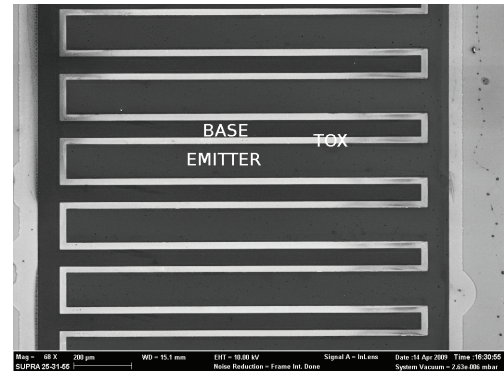 BASE
TOX
EMITTER
Mag = 68 X 200 µm WD = 15.1 mm EHT = 10.00 kV Signal A = InLens Date :14 Apr 2009 Time :16:30:55
SUPRA 25-31-55 Noise Reduction = Frame Int. Done System Vacuum = 2.63e-006 mbar